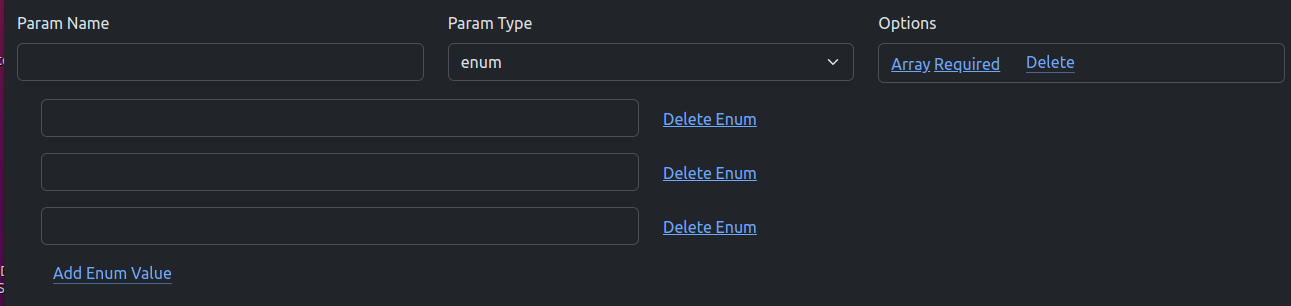 Param Name Param Type Options
enum Array Required Delete
Delete Enum
Delete Enum
Delete Enum
Add Enum Value